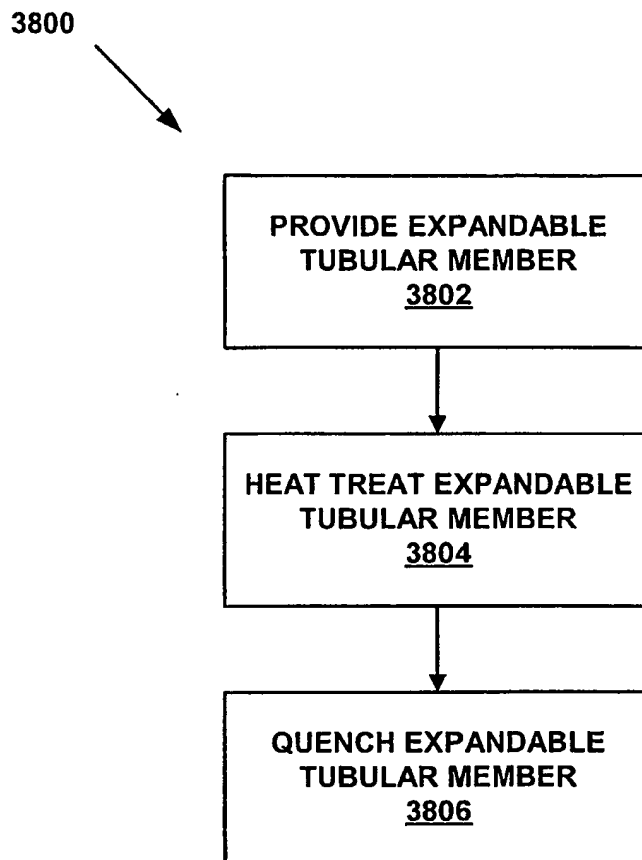 3800
PROVIDE EXPANDABLE
TUBULAR MEMBER
3802
HEAT TREAT EXPANDABLE
TUBULAR MEMBER
3804
QUENCH EXPANDABLE
TUBULAR MEMBER
3806